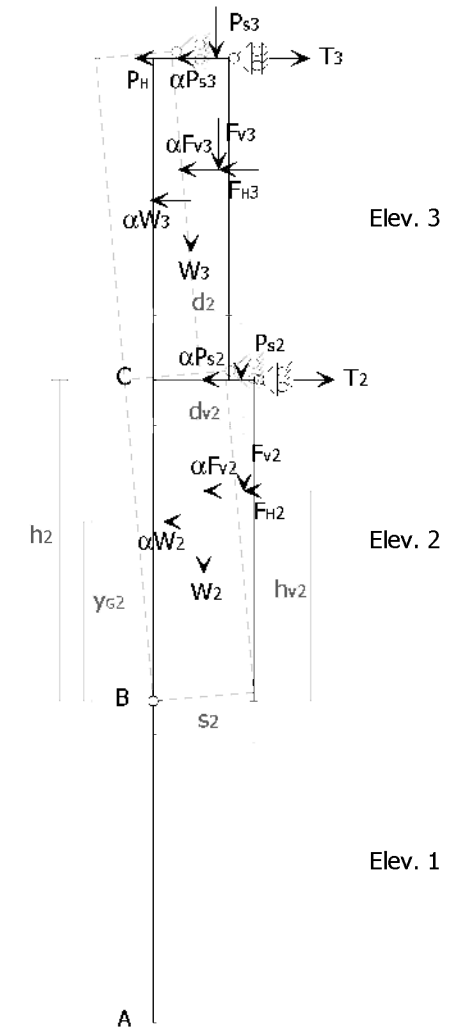 Ps3
T3
PH αPs3
Fv3
αFv3
FH3
αW3
Elev. 3
W3
d2
Ps2
αPs2
C
T2
dv2
Fv2
αFv2
FH2
h2
αW2
Elev. 2
W2
hv2
yG2
B
s2
Elev. 1
A